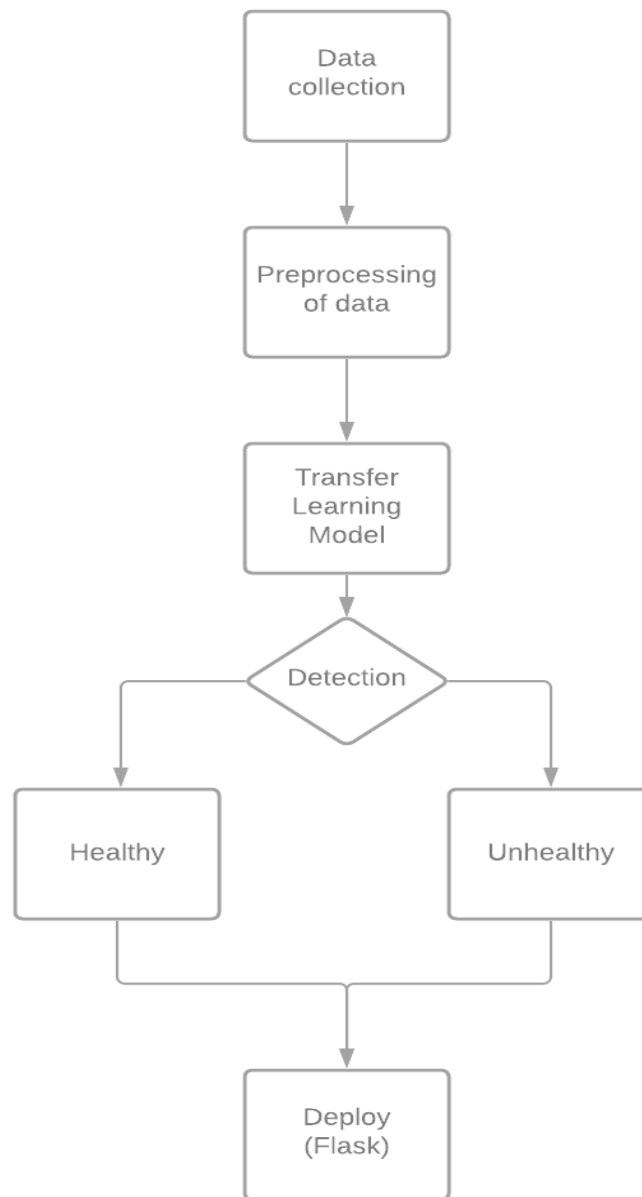 Data
collection
Preprocessing
of data
Transfer
Learning
Model
Detection
Healthy
Unhealthy
Deploy
(Flask)